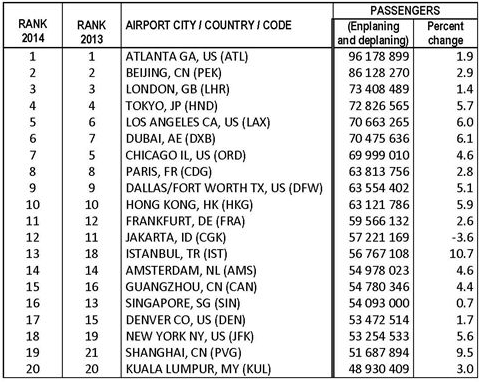 RANK 2014 RANK 2013 AIRPORT CITY / COUNTRY / CODE PASSENGERS (Enplaning and deplaning) Percent change
1 1 ATLANTA GA, US (ATL) 96 178 899 1.9
2 2 BEIJING, CN (PEK) 86 128 270 2.9
3 3 LONDON, GB (LHR) 73 408 489 1.4
4 4 TOKYO, JP (HND) 72 826 565 5.7
5 6 LOS ANGELES CA, US (LAX) 70 663 265 6.0
6 7 DUBAI, AE (DXB) 70 475 636 6.1
7 5 CHICAGO IL, US (ORD) 69 999 010 4.6
8 8 PARIS, FR (CDG) 63 813 756 2.8
9 9 DALLAS/FORT WORTH TX, US (DFW) 63 554 402 5.1
10 10 HONG KONG, HK (HKG) 63 121 786 5.9
11 12 FRANKFURT, DE (FRA) 59 566 132 2.6
12 11 JAKARTA, ID (CGK) 57 221 169 -3.6
13 18 ISTANBUL, TR (IST) 56 767 108 10.7
14 14 AMSTERDAM, NL (AMS) 54 978 023 4.6
15 16 GUANGZHOU, CN (CAN) 54 780 346 4.4
16 13 SINGAPORE, SG (SIN) 54 093 000 0.7
17 15 DENVER CO, US (DEN) 53 472 514 1.7
18 19 NEW YORK NY, US (JFK) 53 254 533 5.6
19 21 SHANGHAI, CN (PVG) 51 687 894 9.5
20 20 KUALA LUMPUR, MY (KUL) 48 930 409 3.0